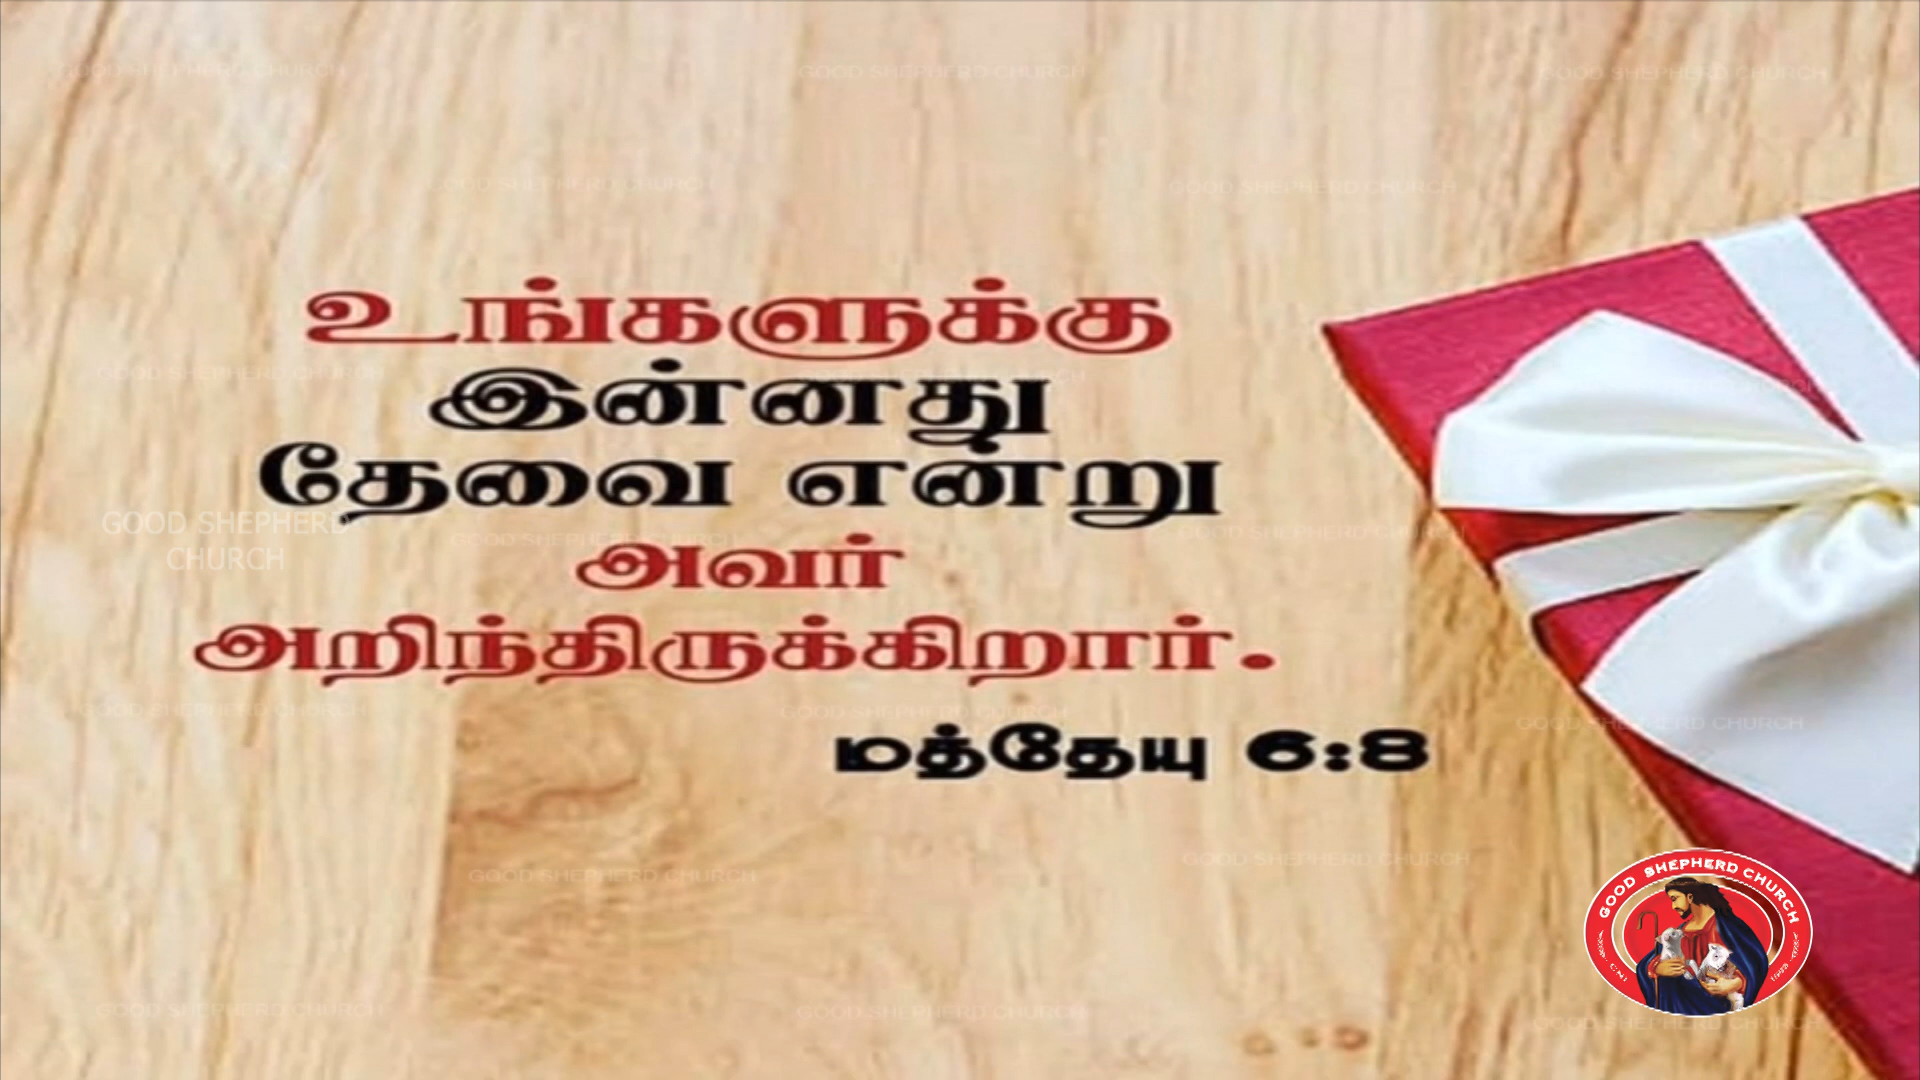 உங்களுக்கு
இன்னது
தேவை என்று
அவர்
அறிந்திருக்கிறார்.
மத்தேயு 6:8
GOOD SHEPHERD
CHURCH
GOOD SHEPHERD CHURCH